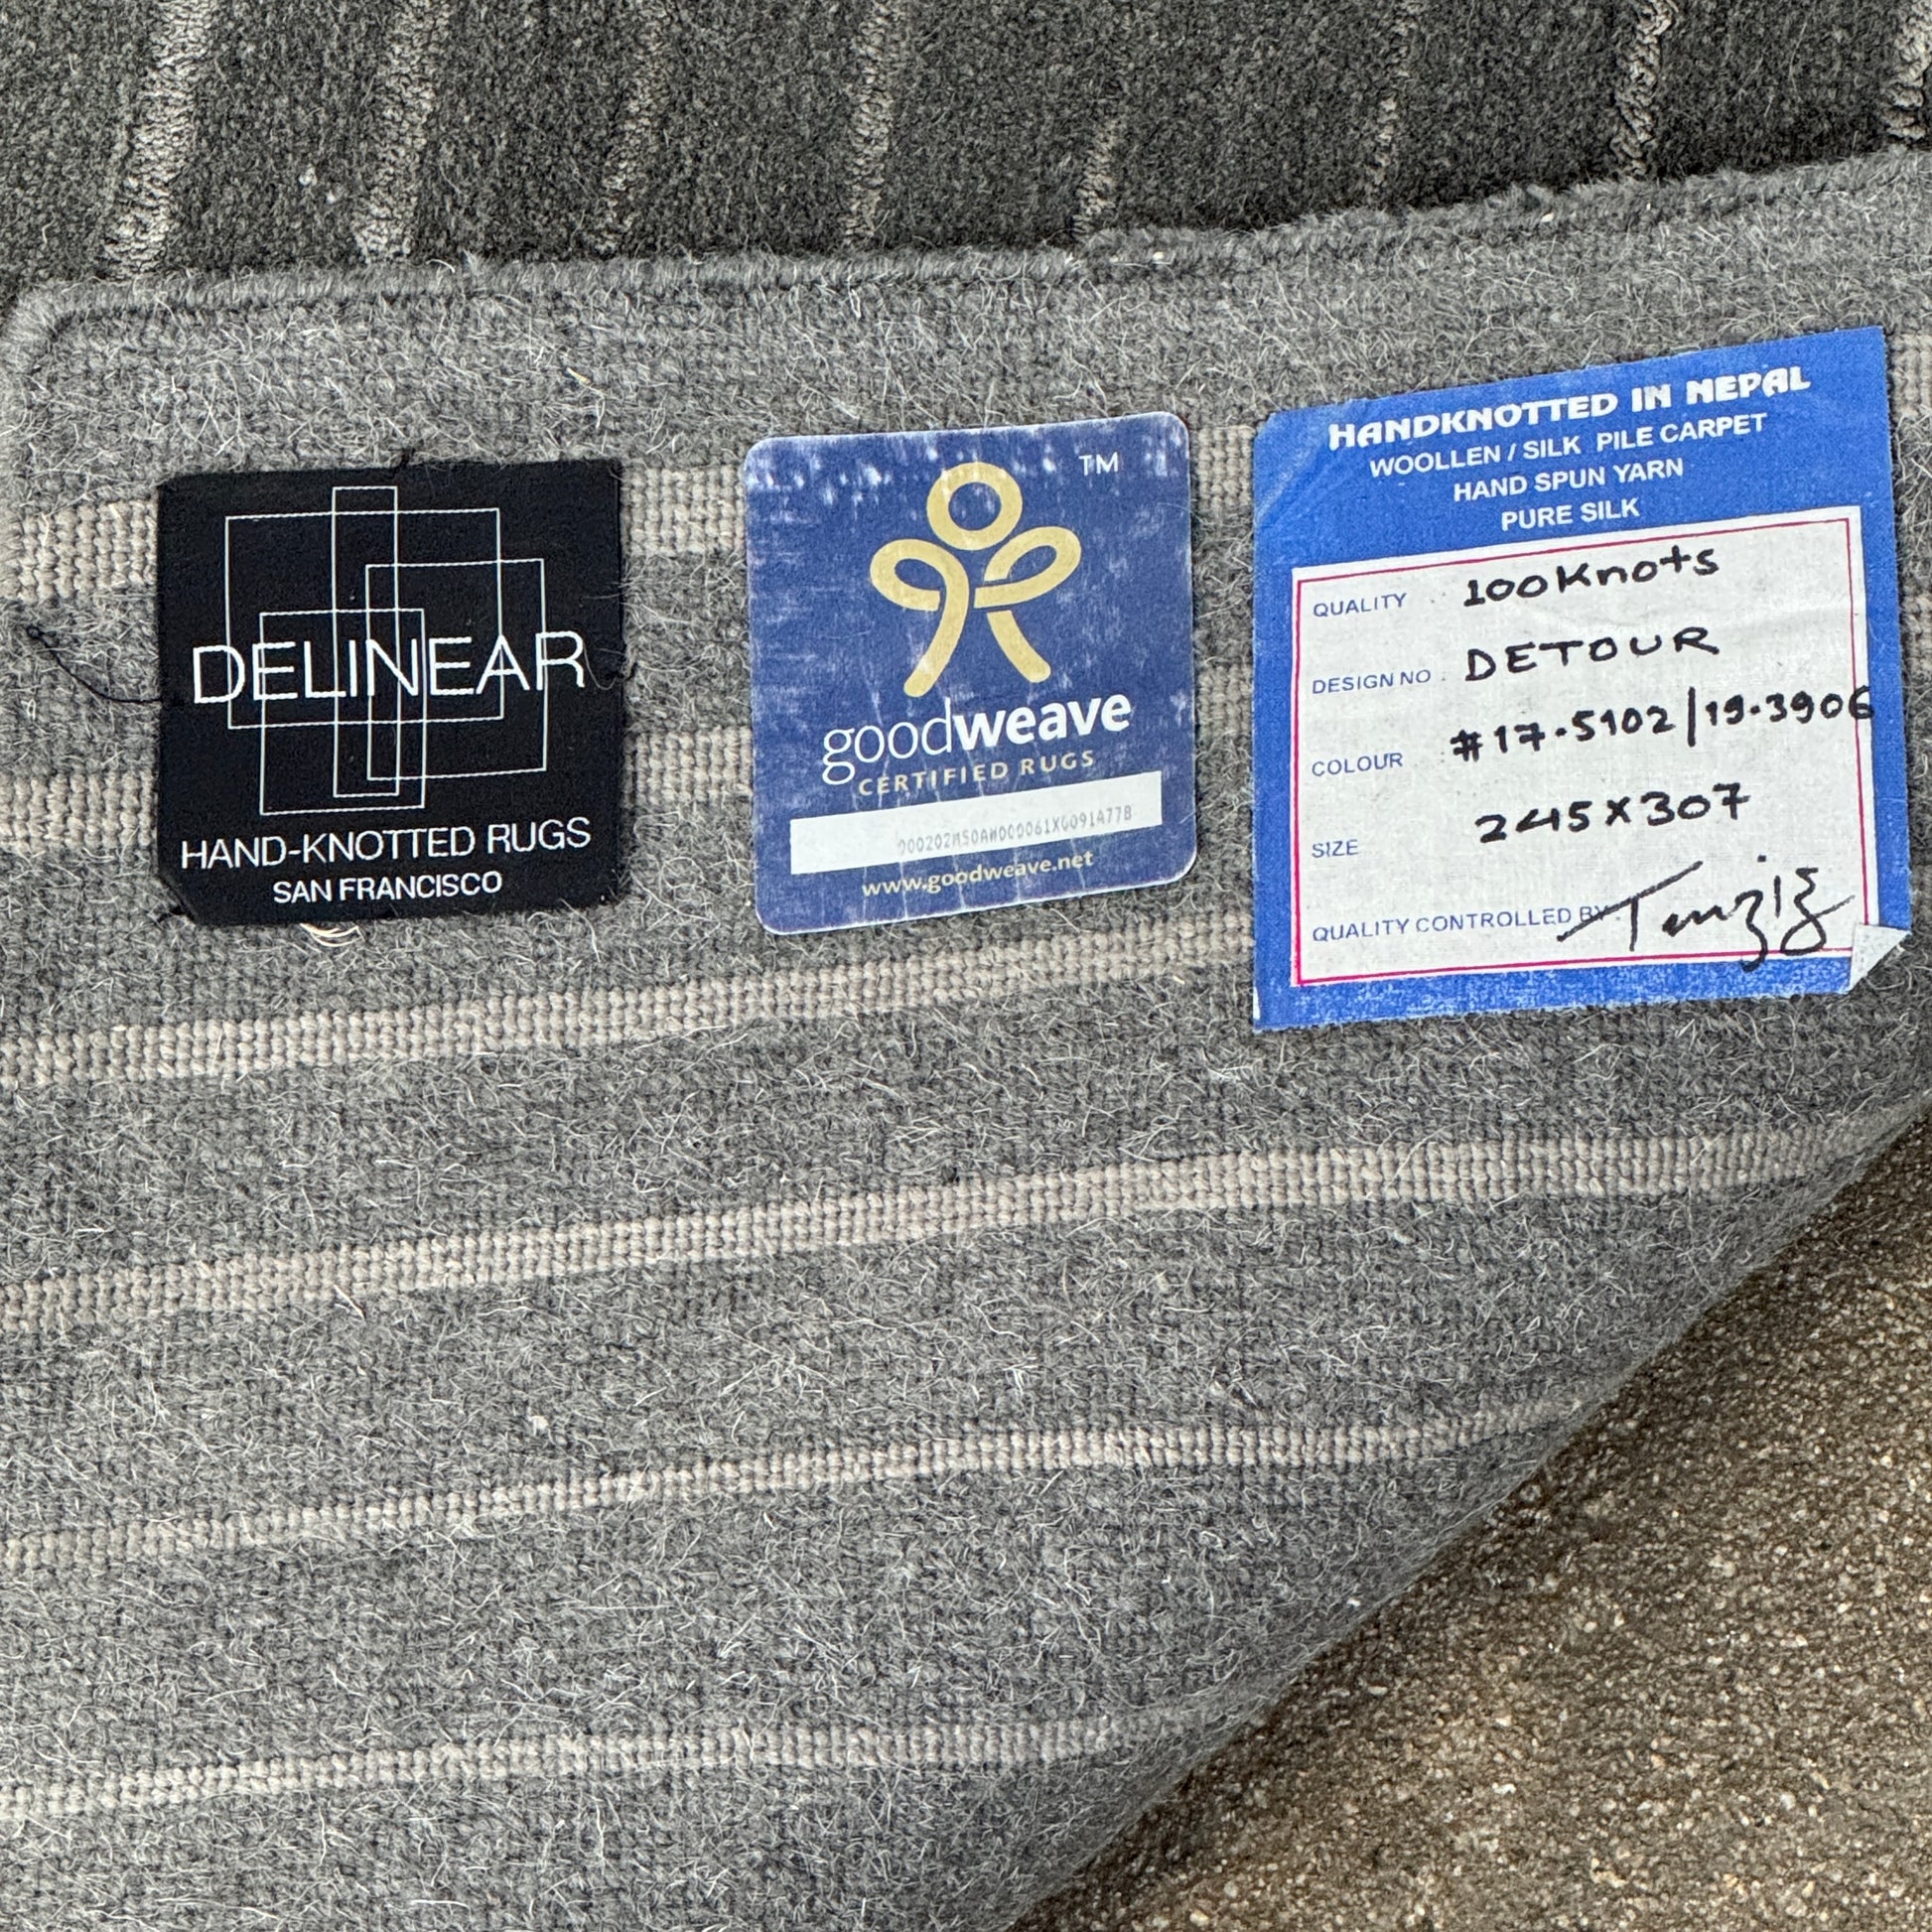 DELINEAR
HAND-KNOTTED RUGS
SAN FRANCISCO
TM
goodweave
CERTIFIED RUGS
www.goodweave.net
HANDKNOTTED IN NEPAL
WOOLLEN / SILK PILE CARPET
HAND SPUN YARN
PURE SILK
QUALITY : 100Knots
DESIGN NO : DETOUR
COLOUR #17.5102/19.3906
SIZE 245X307
QUALITY CONTROLLED BY :